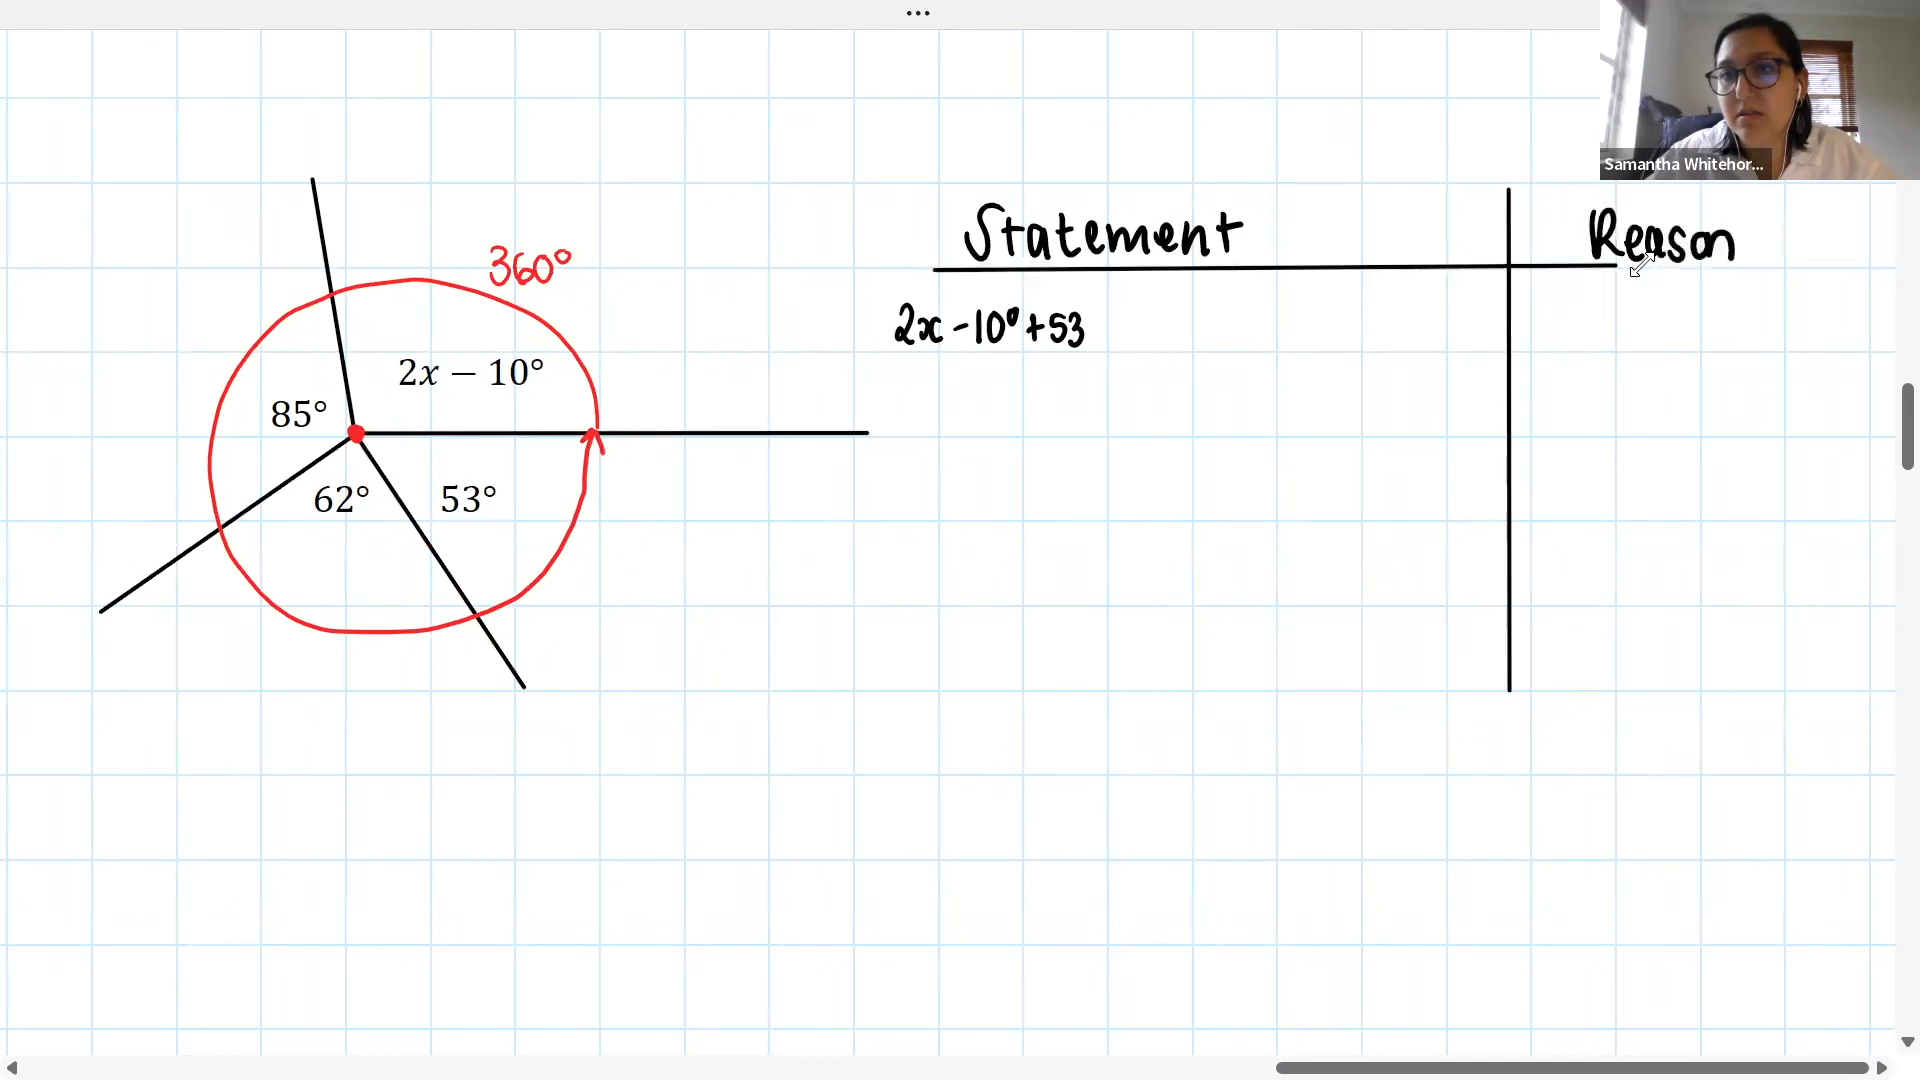 Samantha Whitehor...
Statement
Reason
360°
2x - 10° + 53
2x − 10°
85°
62°
53°